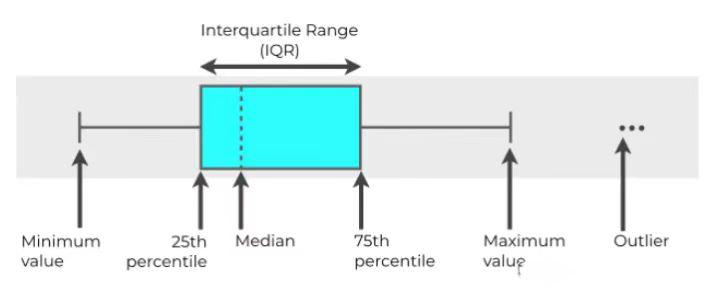 Interquartile Range
(IQR)
Minimum
value
25th
percentile
Median
75th
percentile
Maximum
value
Outlier